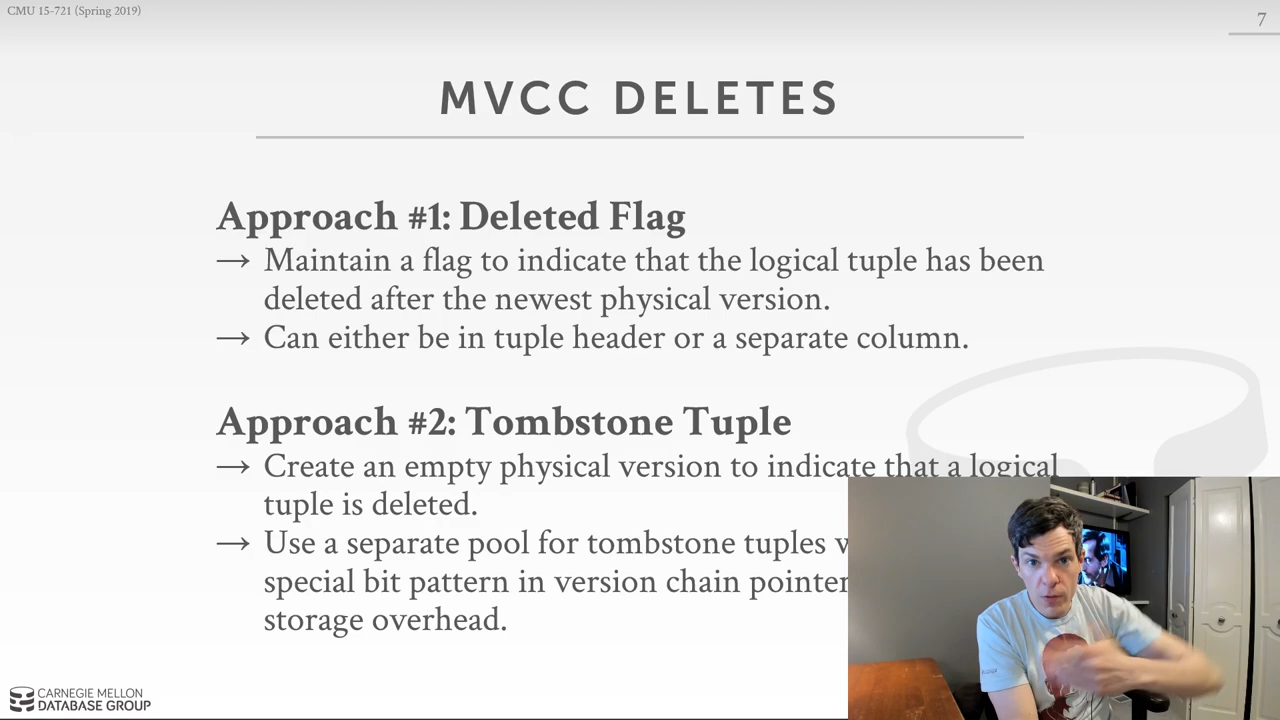 CMU 15-721 (Spring 2019)
7
MVCC DELETES
Approach #1: Deleted Flag
→ Maintain a flag to indicate that the logical tuple has been
deleted after the newest physical version.
→ Can either be in tuple header or a separate column.
Approach #2: Tombstone Tuple
→ Create an empty physical version to indicate that a logical
tuple is deleted.
→ Use a separate pool for tombstone tuples
special bit pattern in version chain pointer
storage overhead.
CARNEGIE MELLON
DATABASE GROUP